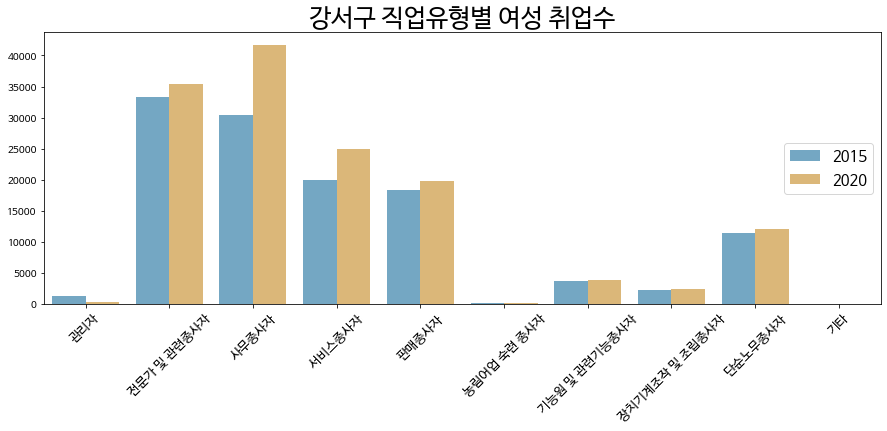 강서구 직업유형별 여성 취업수
40000
35000
30000
25000
20000
15000
10000
5000
0
2015
2020
관리자
전문가 및 관련종사자
사무종사자
서비스종사자
판매종사자
농림어업 숙련 종사자
기능원 및 관련기능종사자
장치기계조작 및 조립종사자
단순노무종사자
기타